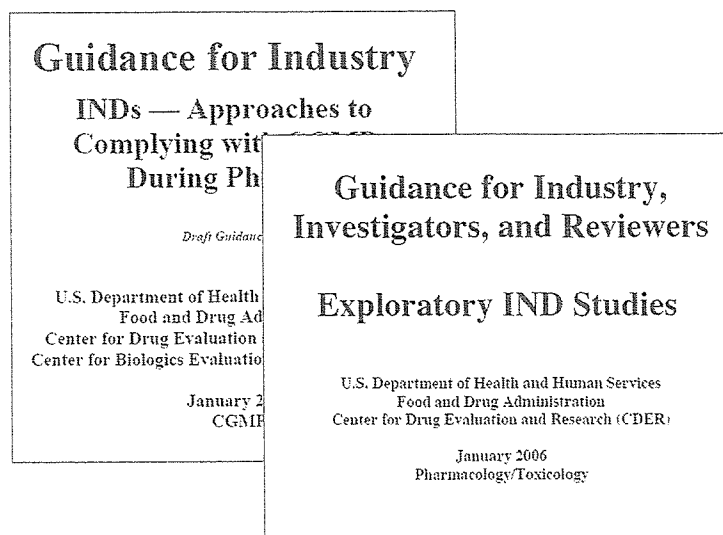 Guidance for Industry
INDs — Approaches to
Complying with
During Ph
Draft Guidanc
U.S. Department of Health
Food and Drug Ad
Center for Drug Evaluation
Center for Biologics Evaluatio
January 2
CGMP
Guidance for Industry,
Investigators, and Reviewers
Exploratory IND Studies
U.S. Department of Health and Human Services
Food and Drug Administration
Center for Drug Evaluation and Research (CDER)
January 2006
Pharmacology/Toxicology